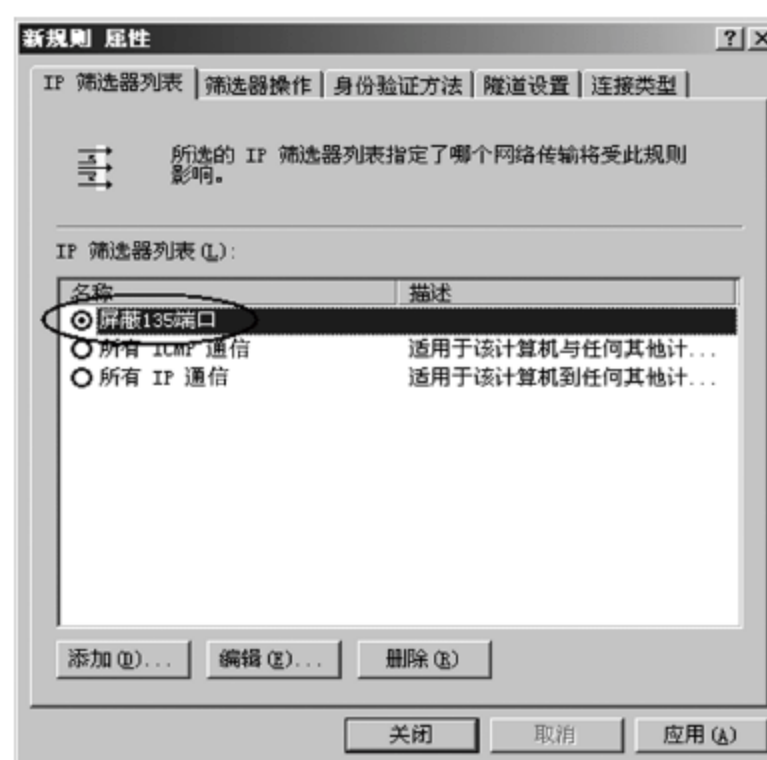 新规则 属性
IP 筛选器列表 筛选器操作 身份验证方法 隧道设置 连接类型
所选的 IP 筛选器列表指定了哪个网络传输将受此规则
影响。
IP 筛选器列表(L):
名称 描述
屏蔽135端口
所有 ICMP 通信 适用于该计算机与任何其他计...
所有 IP 通信 适用于该计算机到任何其他计...
添加(D)... 编辑(E)... 删除(R)
关闭 取消 应用(A)